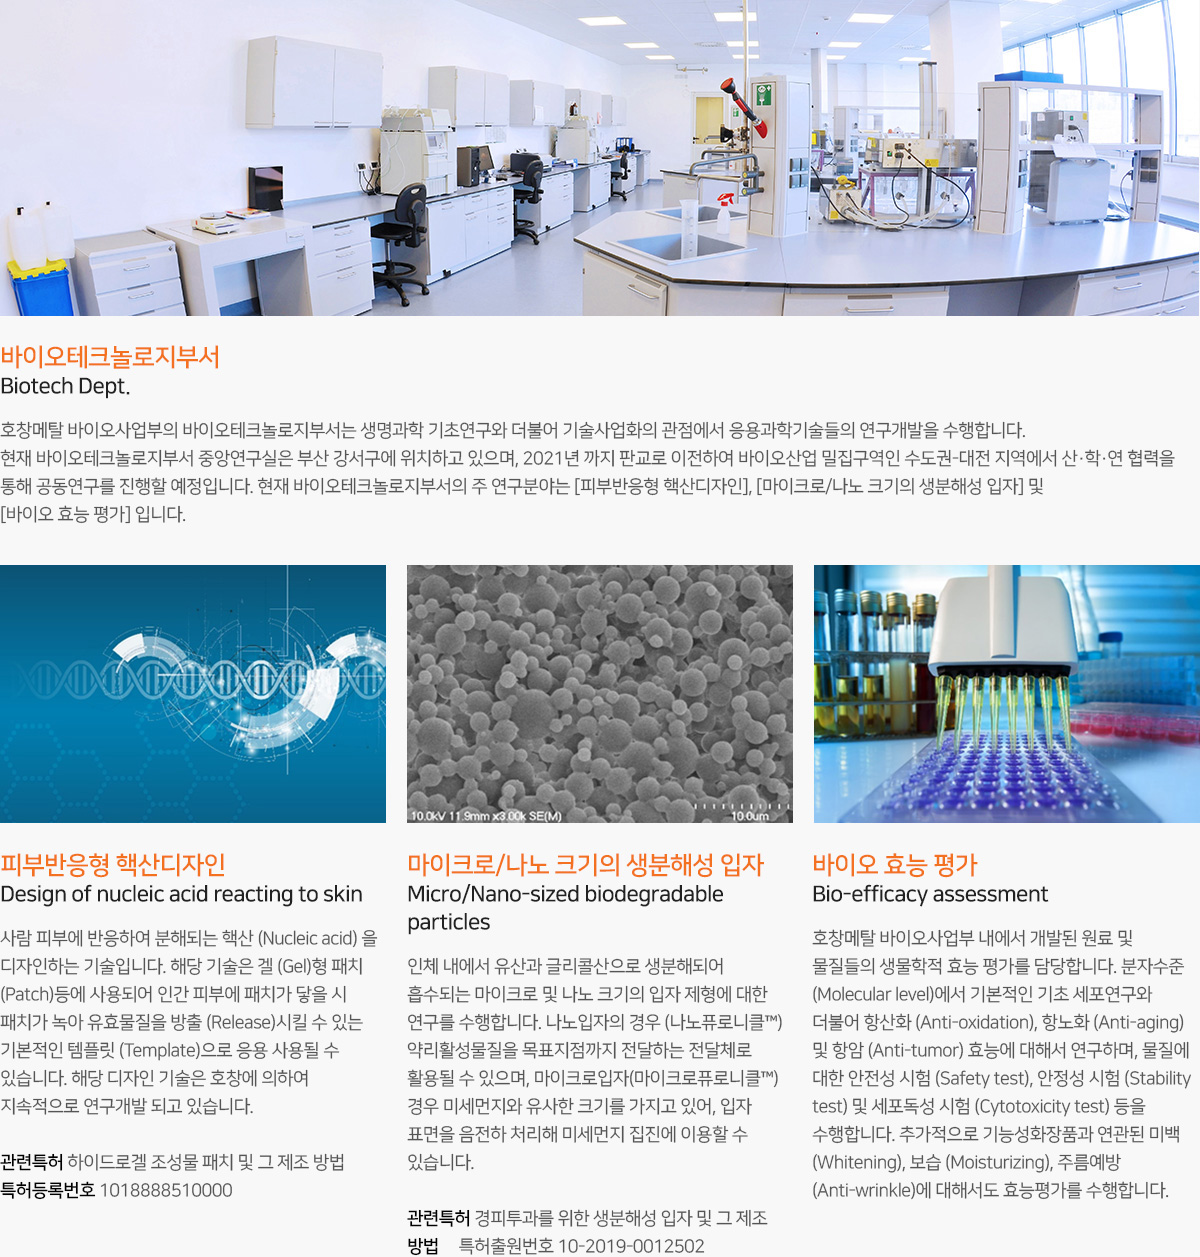 바이오테크놀로지부서
Biotech Dept.
호창메탈 바이오사업부의 바이오테크놀로지부서는 생명과학 기초연구와 더불어 기술사업화의 관점에서 응용과학기술들의 연구개발을 수행합니다.
현재 바이오테크놀로지부서 중앙연구실은 부산 강서구에 위치하고 있으며, 2021년 까지 판교로 이전하여 바이오산업 밀집구역인 수도권-대전 지역에서 산·학·연 협력을
통해 공동연구를 진행할 예정입니다. 현재 바이오테크놀로지부서의 주 연구분야는 [피부반응형 핵산디자인], [마이크로/나노 크기의 생분해성 입자] 및
[바이오 효능 평가] 입니다.
10.0kV 11.9mm x3.00k SE(M)
10.0um
피부반응형 핵산디자인
Design of nucleic acid reacting to skin
사람 피부에 반응하여 분해되는 핵산 (Nucleic acid) 을
디자인하는 기술입니다. 해당 기술은 겔 (Gel)형 패치
(Patch)등에 사용되어 인간 피부에 패치가 닿을 시
패치가 녹아 유효물질을 방출 (Release)시킬 수 있는
기본적인 템플릿 (Template)으로 응용 사용될 수
있습니다. 해당 디자인 기술은 호창에 의하여
지속적으로 연구개발 되고 있습니다.
관련특허 하이드로겔 조성물 패치 및 그 제조 방법
특허등록번호 1018888510000
마이크로/나노 크기의 생분해성 입자
Micro/Nano-sized biodegradable
particles
인체 내에서 유산과 글리콜산으로 생분해되어
흡수되는 마이크로 및 나노 크기의 입자 제형에 대한
연구를 수행합니다. 나노입자의 경우 (나노퓨로니클™)
약리활성물질을 목표지점까지 전달하는 전달체로
활용될 수 있으며, 마이크로입자(마이크로퓨로니클™)
경우 미세먼지와 유사한 크기를 가지고 있어, 입자
표면을 음전하 처리해 미세먼지 집진에 이용할 수
있습니다.
관련특허 경피투과를 위한 생분해성 입자 및 그 제조
방법 특허출원번호 10-2019-0012502
바이오 효능 평가
Bio-efficacy assessment
호창메탈 바이오사업부 내에서 개발된 원료 및
물질들의 생물학적 효능 평가를 담당합니다. 분자수준
(Molecular level)에서 기본적인 기초 세포연구와
더불어 항산화 (Anti-oxidation), 항노화 (Anti-aging)
및 항암 (Anti-tumor) 효능에 대해서 연구하며, 물질에
대한 안전성 시험 (Safety test), 안정성 시험 (Stability
test) 및 세포독성 시험 (Cytotoxicity test) 등을
수행합니다. 추가적으로 기능성화장품과 연관된 미백
(Whitening), 보습 (Moisturizing), 주름예방
(Anti-wrinkle)에 대해서도 효능평가를 수행합니다.